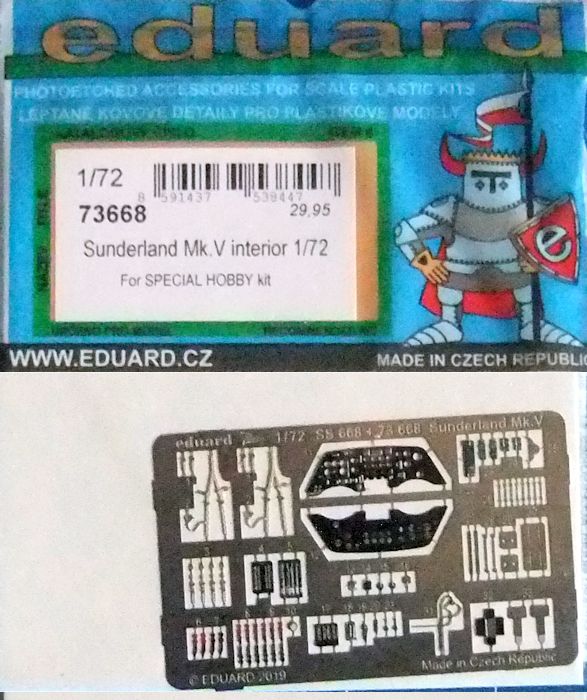 eduard
PHOTOETCHED ACCESSORIES FOR SCALE PLASTIC KITS
LEPTANÉ KOVOVÉ DETAILY PRO PLASTIKOVÉ MODELY
1/72
8 591437 539447
73668
29,95
Sunderland Mk.V interior 1/72
For SPECIAL HOBBY kit
e
WWW.EDUARD.CZ
MADE IN CZECH REPUBLIC
eduard
1/72 SS 668 + 73 668 Sunderland Mk.V
Made in Czech Republic
© EDUARD 2019